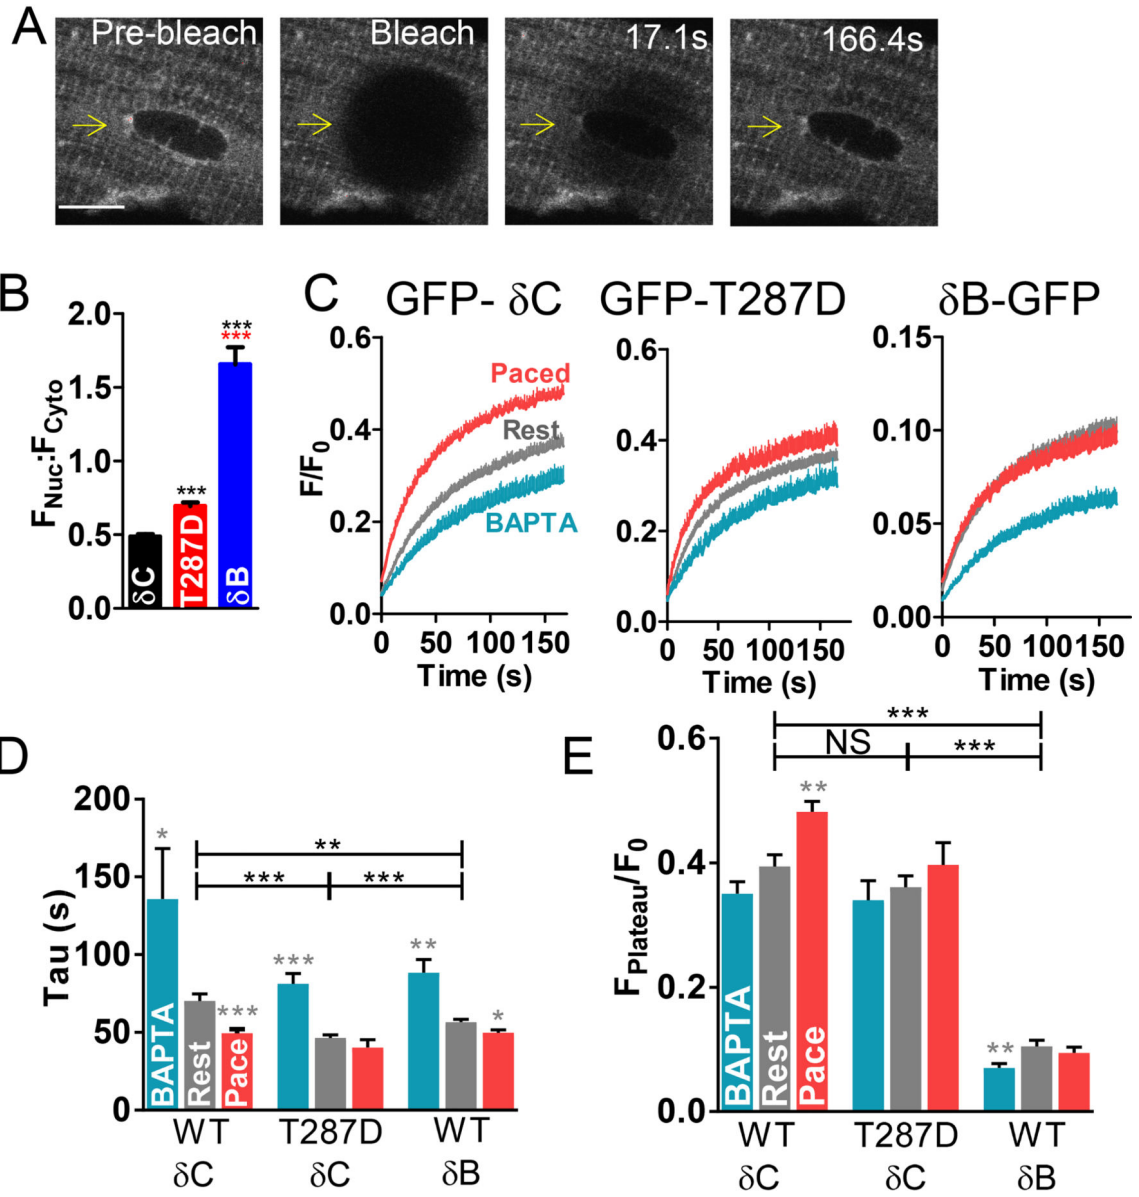 A
Pre-bleach
Bleach
17.1s
166.4s
B
F_Nuc:F_Cyto
2.0
1.5
1.0
0.5
0.0
***
***
***
δC
T287D
δB
C
GFP- δC
GFP-T287D
δB-GFP
F/F0
0.6
0.4
0.2
0.0
Paced
Rest
BAPTA
0 50 100 150
Time (s)
0.6
0.4
0.2
0.0
0 50 100150
Time (s)
0.15
0.10
0.05
0.00
0 50 100 150
Time (s)
D
Tau (s)
200
150
100
50
0
**
*** ***
*
***
***
**
*
BAPTA
Rest
Pace
WT T287D WT
δC δC δB
E
F_Plateau/F0
0.6
0.4
0.2
0.0
***
NS ***
**
**
BAPTA
Rest
Pace
WT T287D WT
δC δC δB